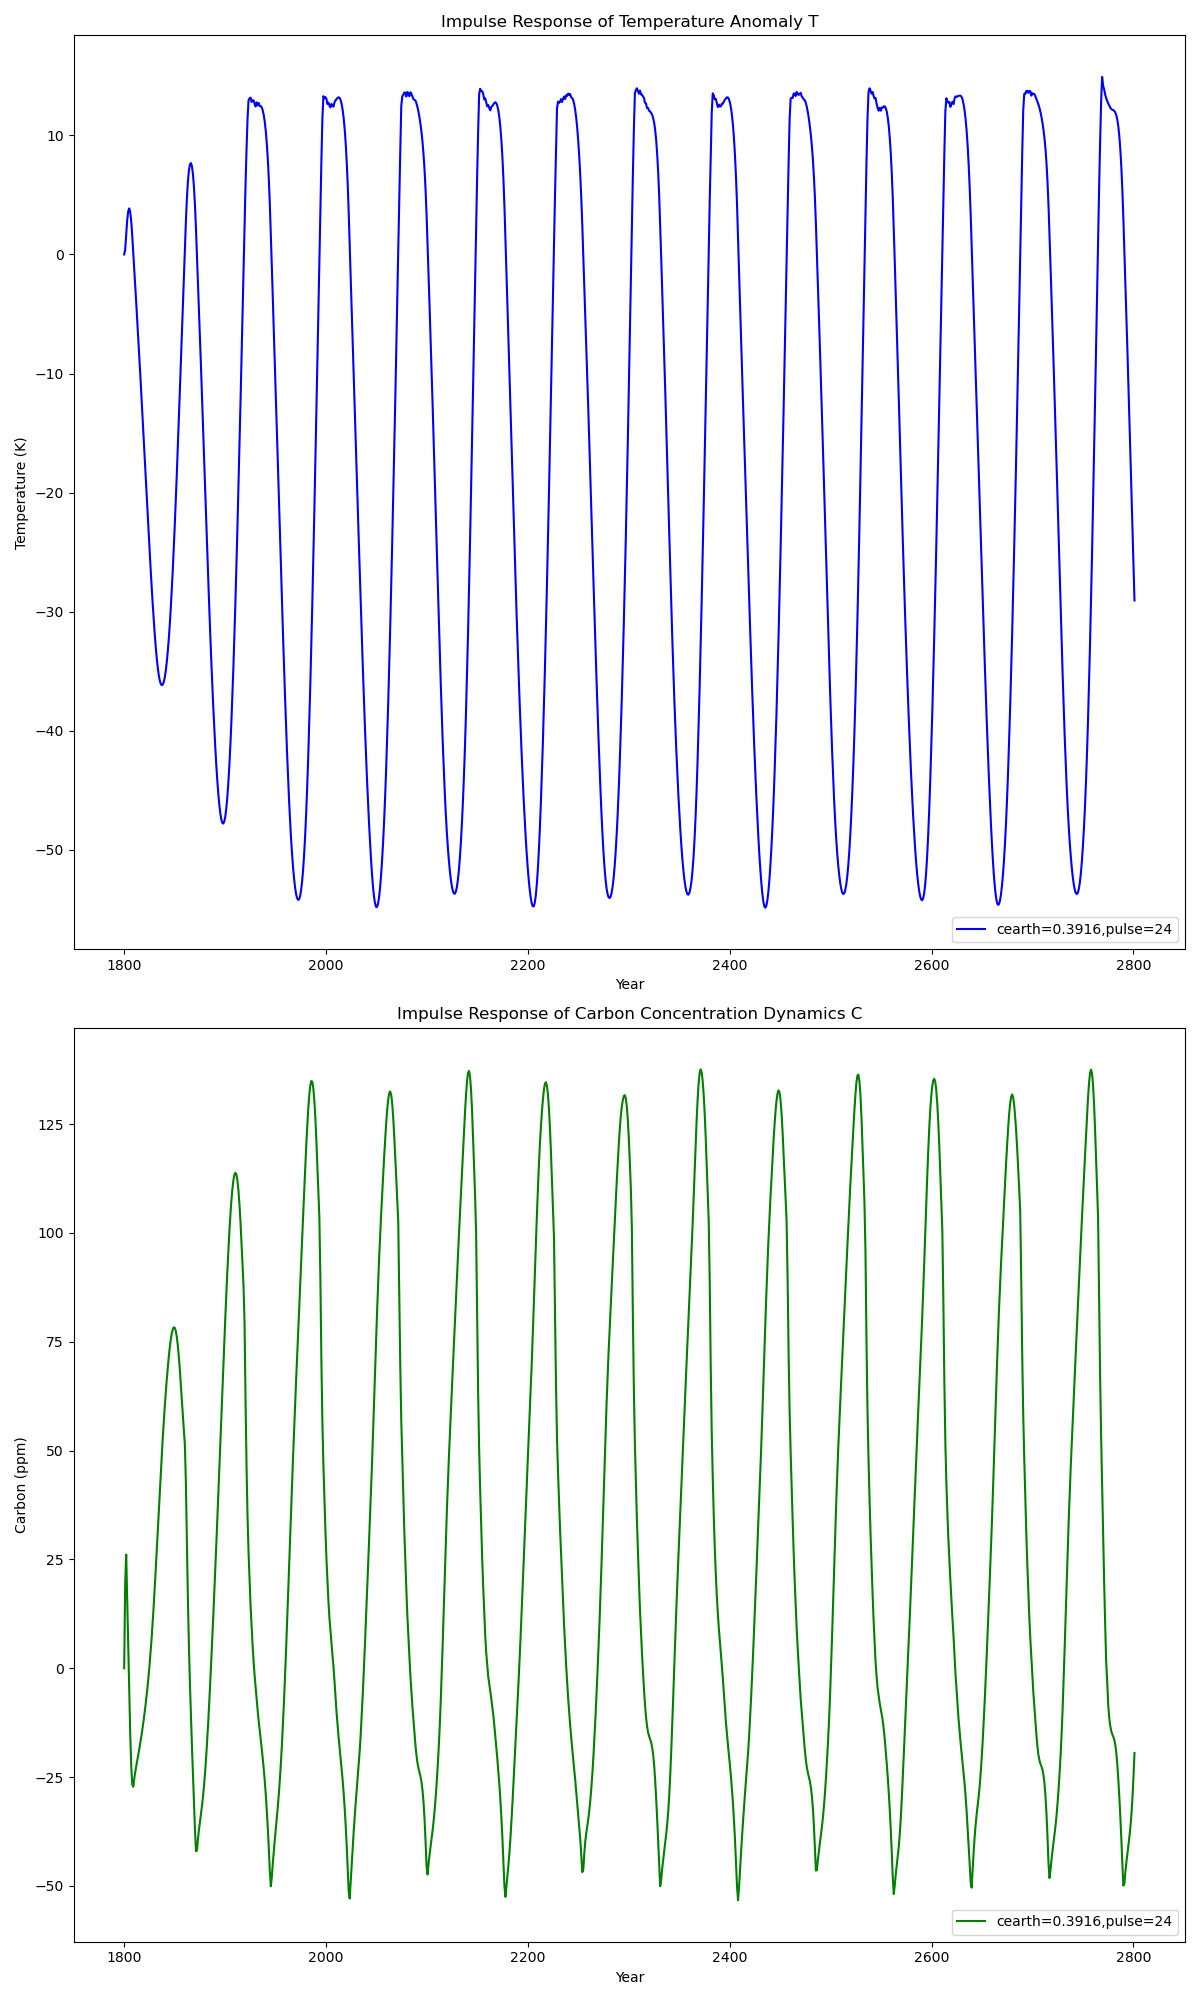 Impulse Response of Temperature Anomaly T
Temperature (K)
10
0
−10
−20
−30
−40
−50
cearth=0.3916,pulse=24
1800 2000 2200 2400 2600 2800
Year
Impulse Response of Carbon Concentration Dynamics C
Carbon (ppm)
125
100
75
50
25
0
−25
−50
cearth=0.3916,pulse=24
1800 2000 2200 2400 2600 2800
Year